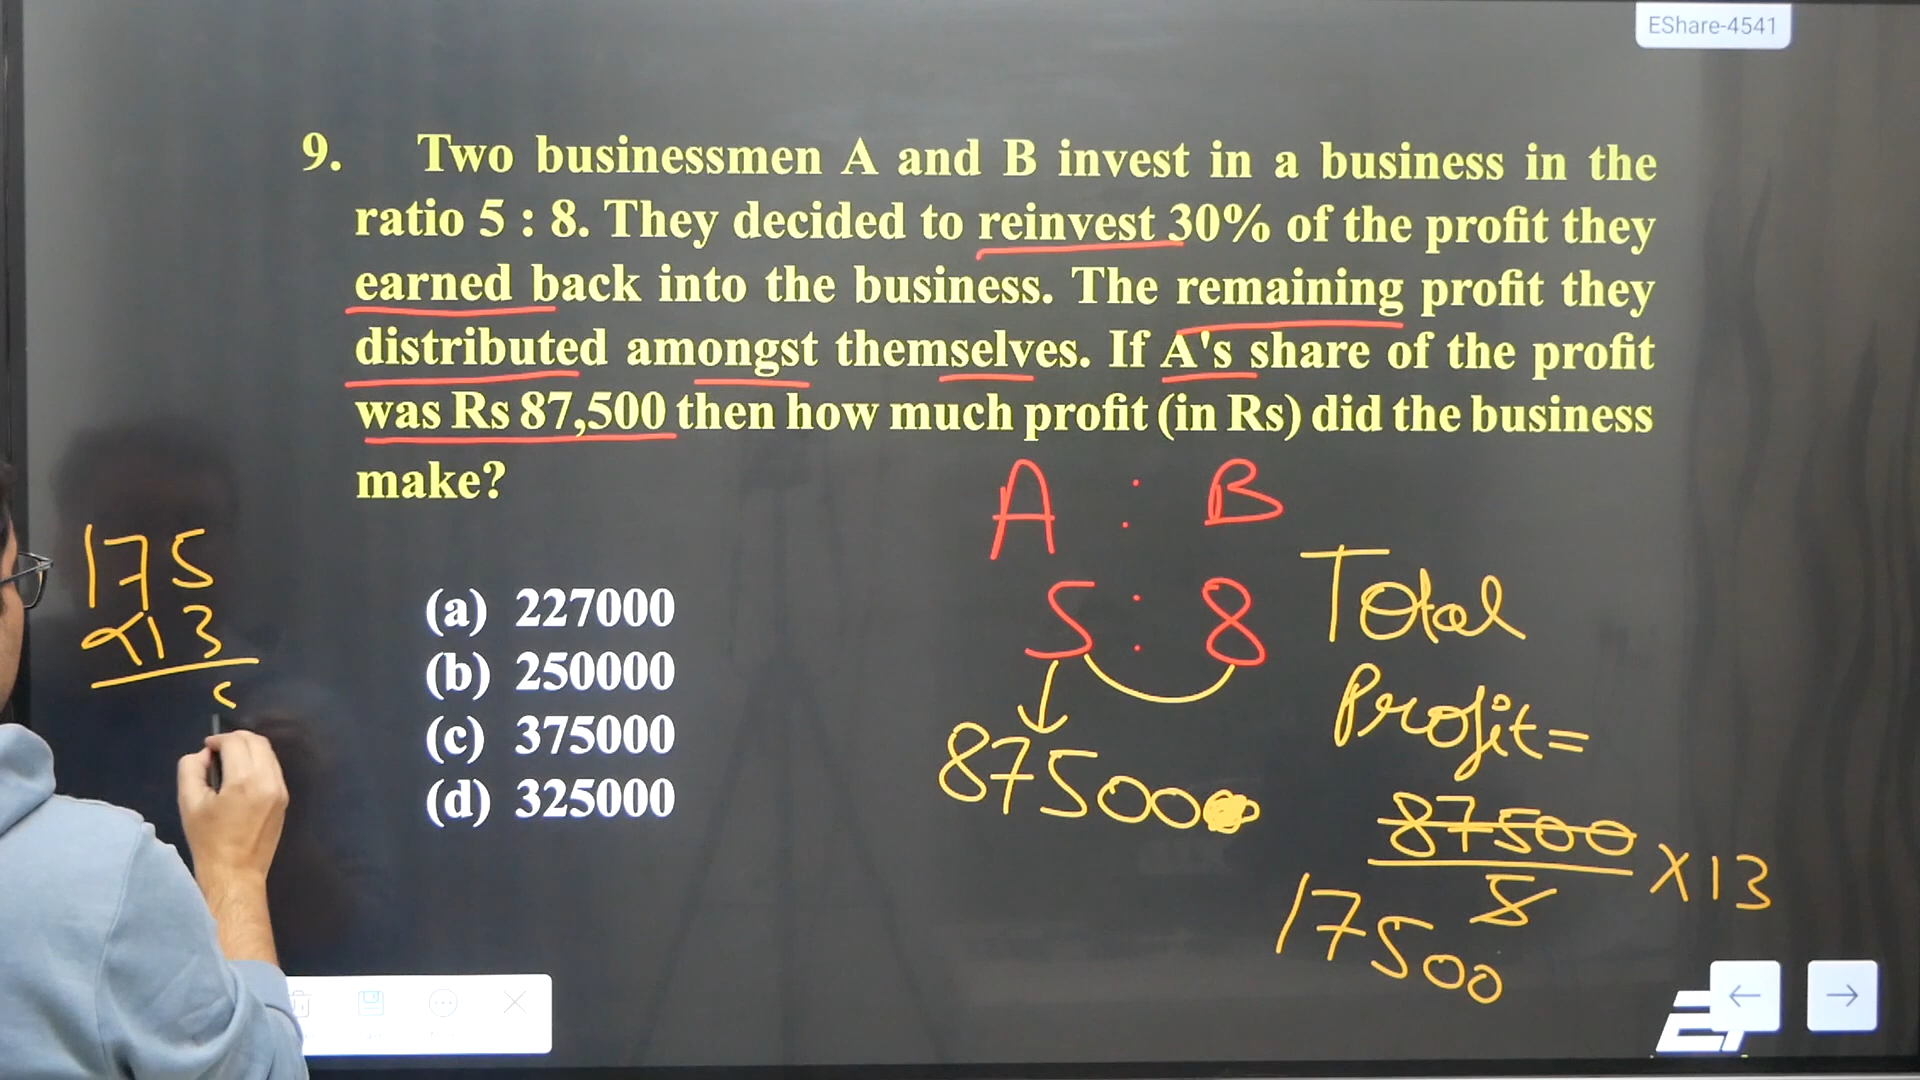 EShare-4541
9. Two businessmen A and B invest in a business in the
ratio 5 : 8. They decided to reinvest 30% of the profit they
earned back into the business. The remaining profit they
distributed amongst themselves. If A's share of the profit
was Rs 87,500 then how much profit (in Rs) did the business
make?
(a) 227000
(b) 250000
(c) 375000
(d) 325000
175
x13
A : B
5 : 8
87500
Total
Profit=
87500
5
x13
17500